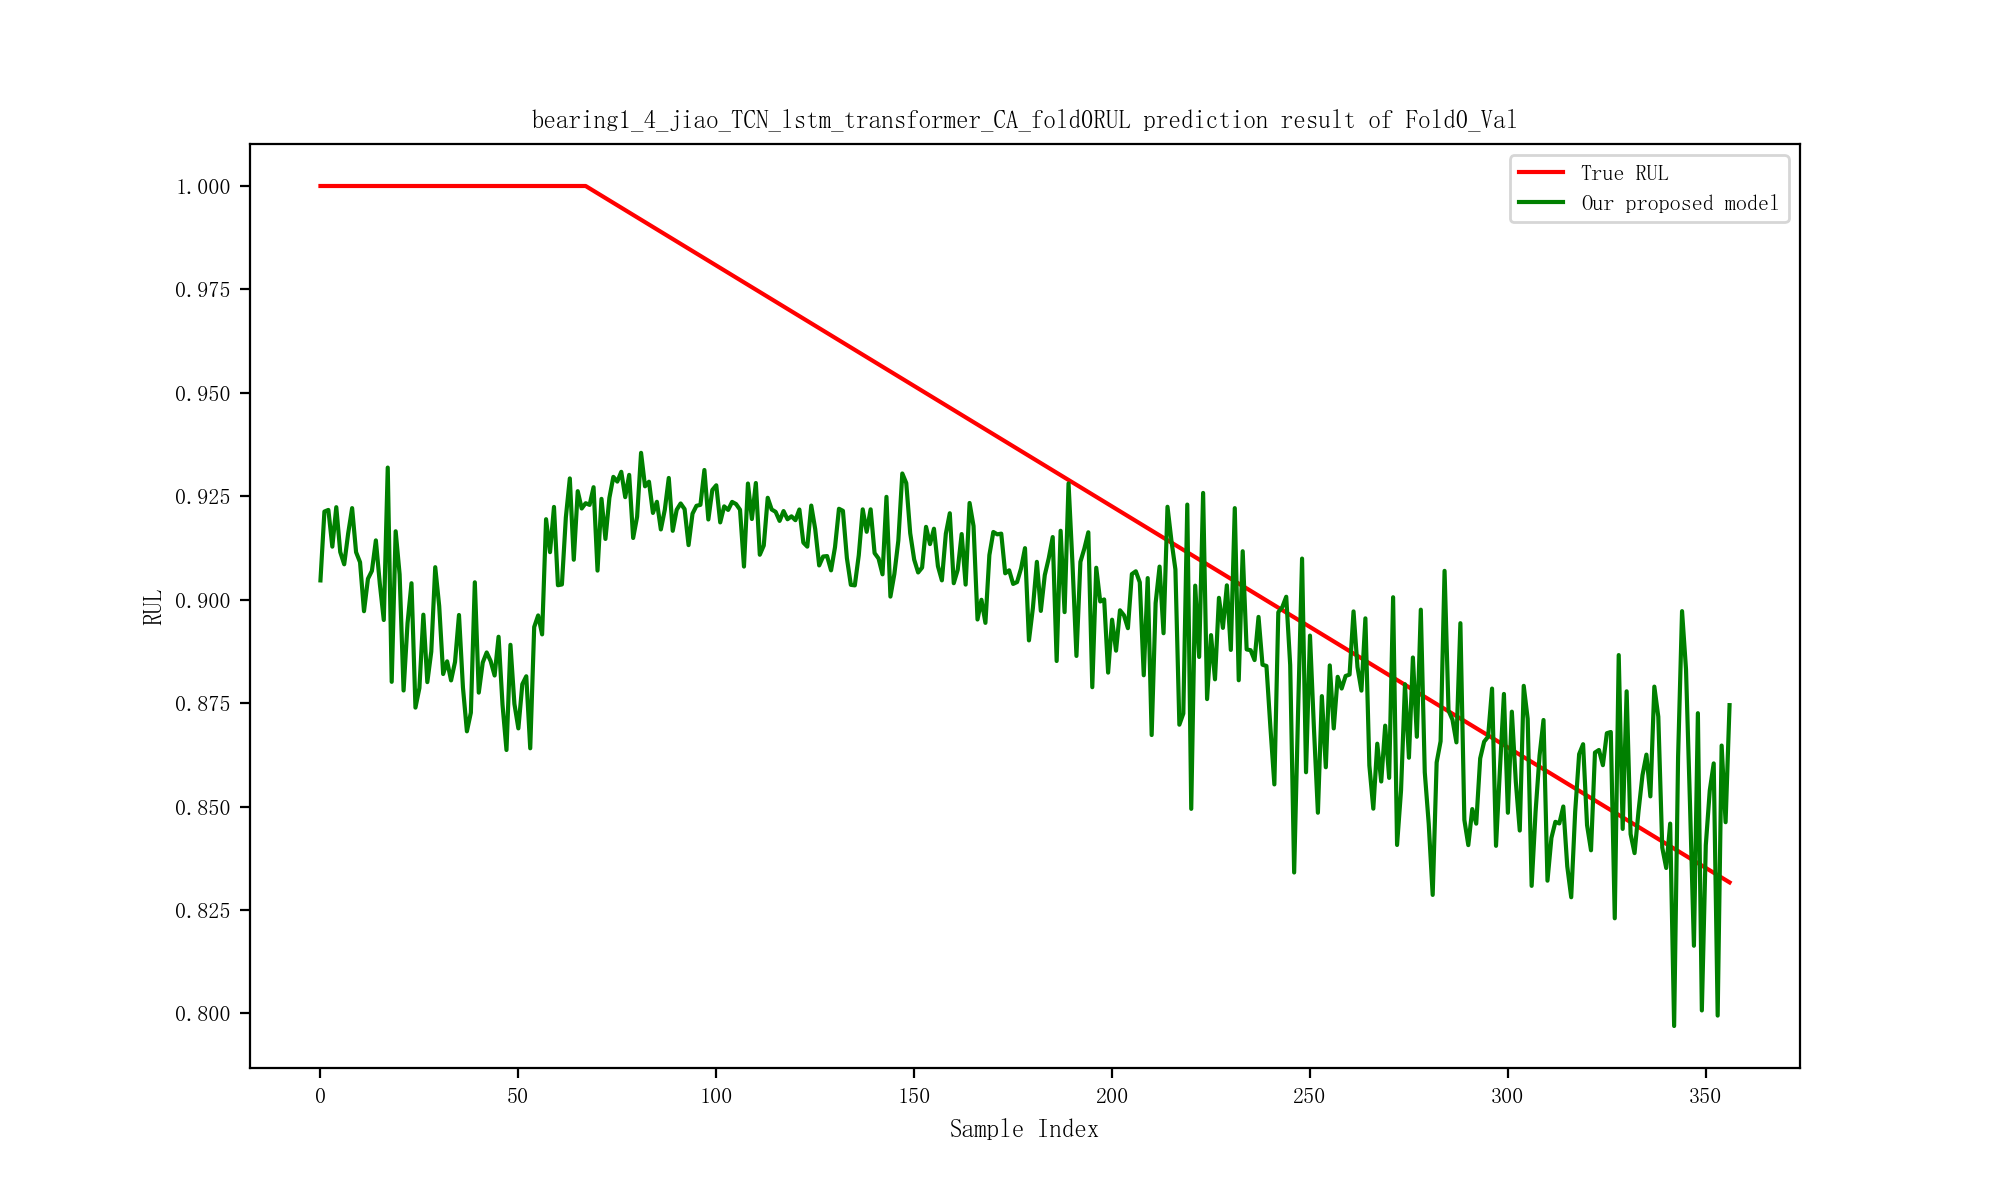 bearing1_4_jiao_TCN_lstm_transformer_CA_fold0RUL prediction result of Fold0_Val
True RUL
Our proposed model
1.000
0.975
0.950
0.925
0.900
0.875
0.850
0.825
0.800
RUL
0 50 100 150 200 250 300 350
Sample Index